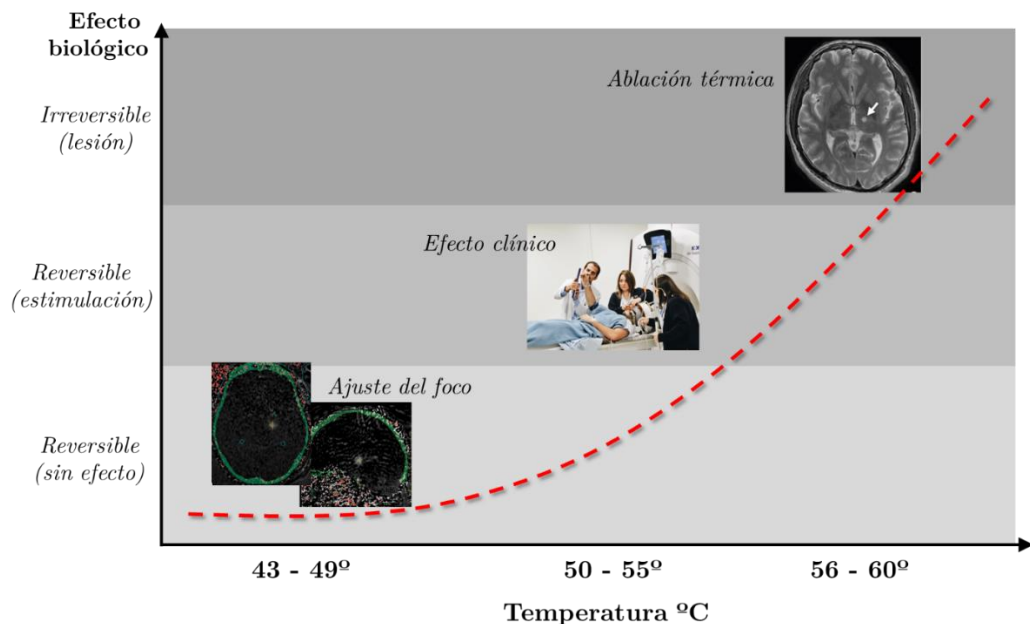 Efecto
biológico
Irreversible
(lesión)
Ablación térmica
Reversible
(estimulación)
Efecto clínico
Ajuste del foco
Reversible
(sin efecto)
43 - 49º
50 - 55º
56 - 60º
Temperatura ºC